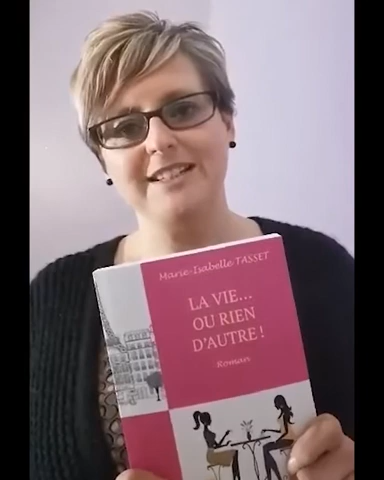 Marie-Isabelle TASSET
LA VIE...
OU RIEN
D'AUTRE !
Roman